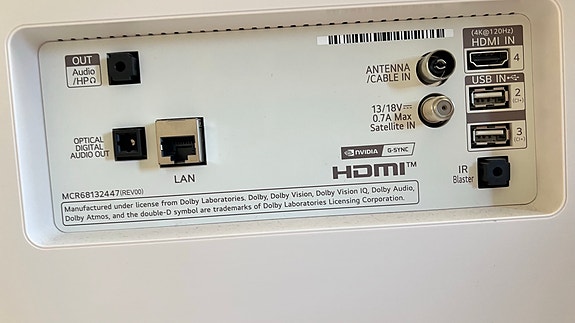 OUT
Audio
/HP
OPTICAL
DIGITAL
AUDIO OUT
LAN
ANTENNA
/CABLE IN
13/18V
0.7A Max
Satellite IN
(4K@120Hz)
HDMI IN
4
USB IN
2
(CI+)
3
(CI+)
NVIDIA G-SYNC
HDMI™
IR
Blaster
MCR68132447(REV00)
Manufactured under license from Dolby Laboratories. Dolby, Dolby Vision, Dolby Vision IQ, Dolby Audio,
Dolby Atmos, and the double-D symbol are trademarks of Dolby Laboratories Licensing Corporation.